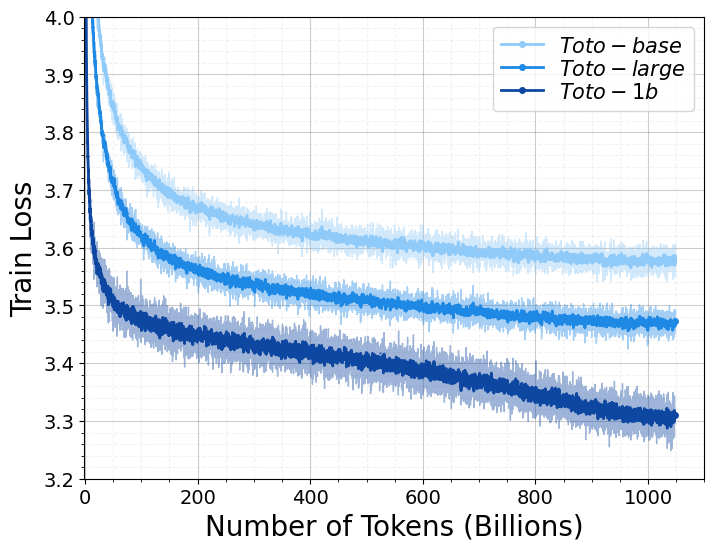 4.0
3.9
3.8
3.7
3.6
3.5
3.4
3.3
3.2
Train Loss
Toto − base
Toto − large
Toto − 1b
0 200 400 600 800 1000
Number of Tokens (Billions)